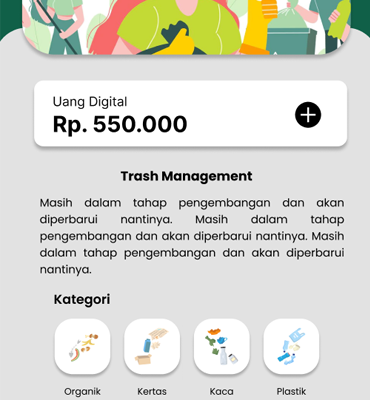 Uang Digital
Rp. 550.000
Trash Management
Masih dalam tahap pengembangan dan akan
diperbarui nantinya. Masih dalam tahap
pengembangan dan akan diperbarui nantinya. Masih
dalam tahap pengembangan dan akan diperbarui
nantinya.
Kategori
Organik Kertas Kaca Plastik